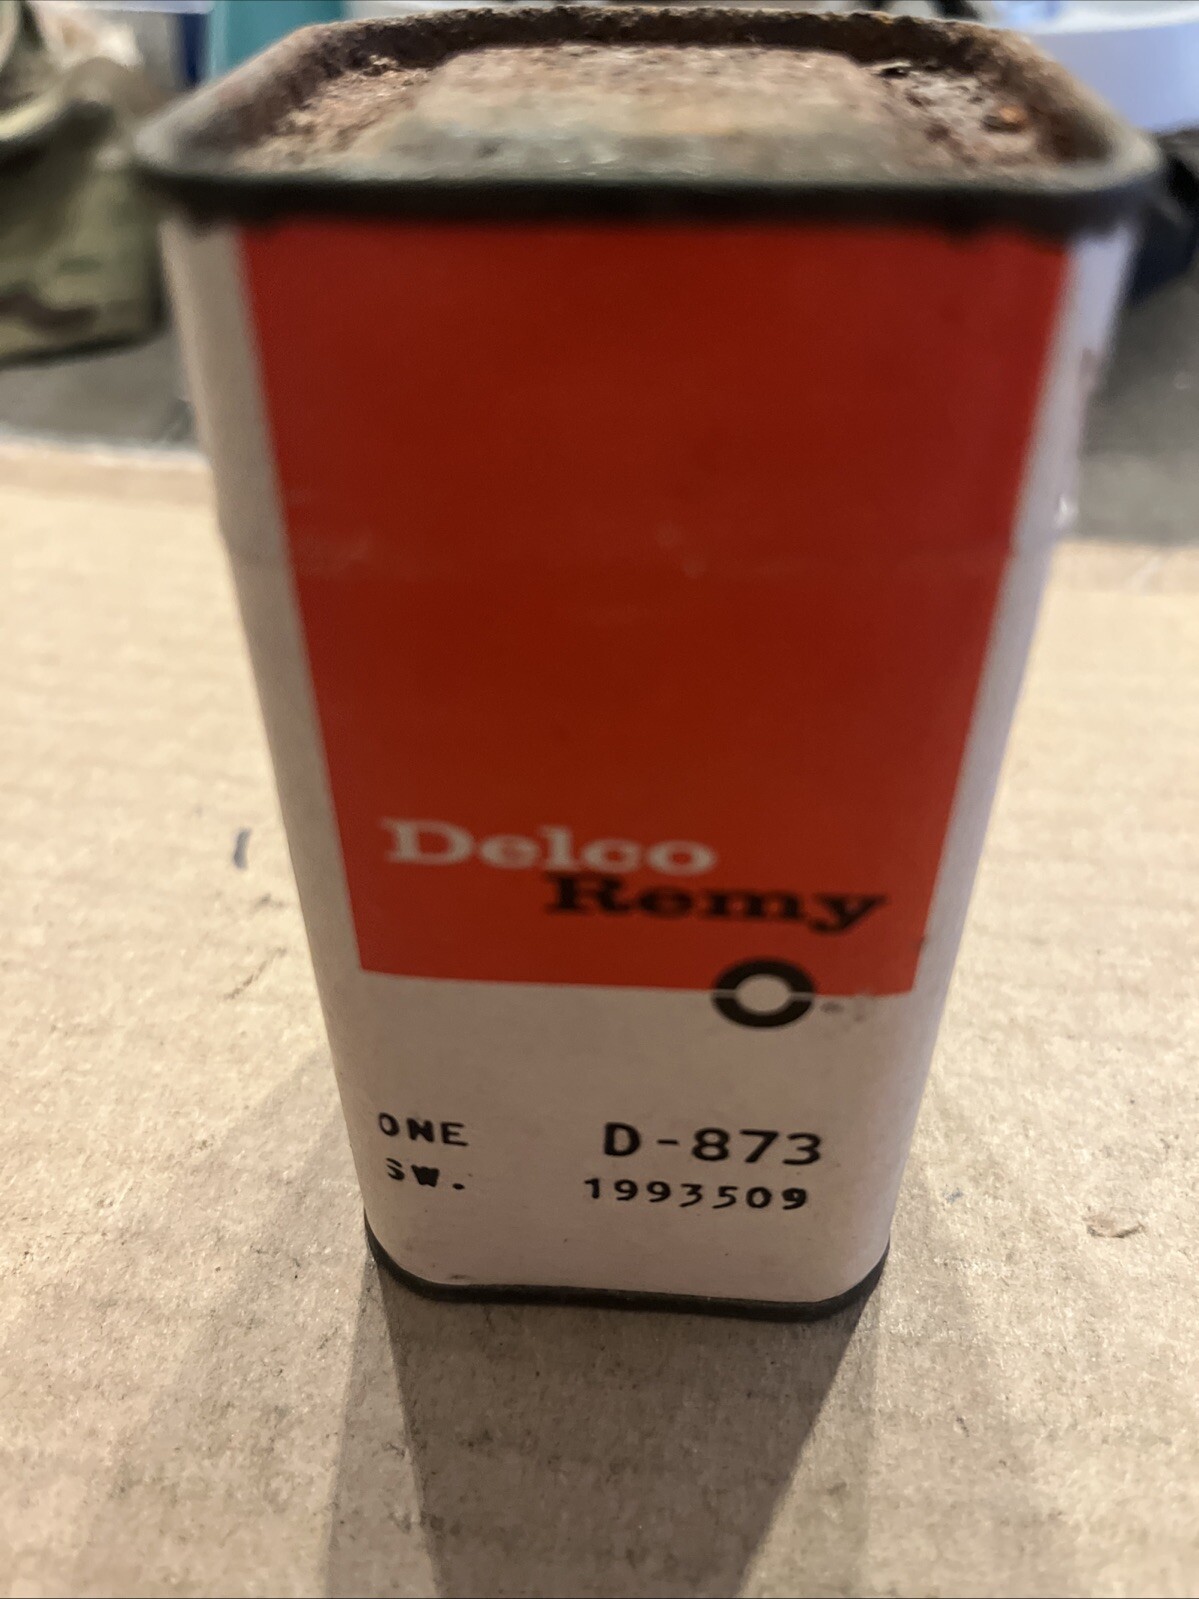 Delco
Remy
ONE D-873
SW. 1993509